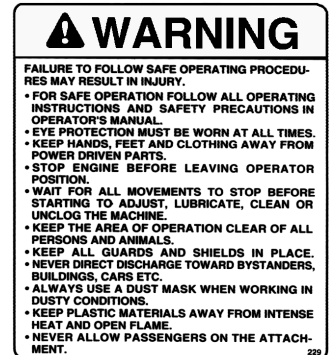 WARNING
FAILURE TO FOLLOW SAFE OPERATING PROCEDU-
RES MAY RESULT IN INJURY.
• FOR SAFE OPERATION FOLLOW ALL OPERATING
INSTRUCTIONS AND SAFETY PRECAUTIONS IN
OPERATOR'S MANUAL.
• EYE PROTECTION MUST BE WORN AT ALL TIMES.
• KEEP HANDS, FEET AND CLOTHING AWAY FROM
POWER DRIVEN PARTS.
• STOP ENGINE BEFORE LEAVING OPERATOR
POSITION.
• WAIT FOR ALL MOVEMENTS TO STOP BEFORE
STARTING TO ADJUST, LUBRICATE, CLEAN OR
UNCLOG THE MACHINE.
• KEEP THE AREA OF OPERATION CLEAR OF ALL
PERSONS AND ANIMALS.
• KEEP ALL GUARDS AND SHIELDS IN PLACE.
• NEVER DIRECT DISCHARGE TOWARD BYSTANDERS,
BUILDINGS, CARS ETC.
• ALWAYS USE A DUST MASK WHEN WORKING IN
DUSTY CONDITIONS.
• KEEP PLASTIC MATERIALS AWAY FROM INTENSE
HEAT AND OPEN FLAME.
• NEVER ALLOW PASSENGERS ON THE ATTACH-
MENT.
229